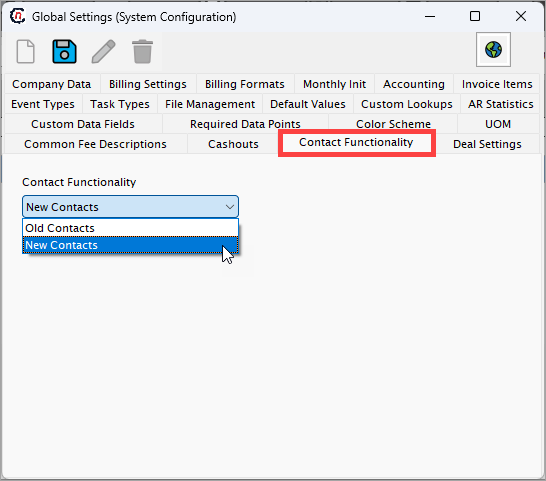 Global Settings (System Configuration)
Company Data Billing Settings Billing Formats Monthly Init Accounting Invoice Items
Event Types Task Types File Management Default Values Custom Lookups AR Statistics
Custom Data Fields Required Data Points Color Scheme UOM
Common Fee Descriptions Cashouts Contact Functionality Deal Settings
Contact Functionality
New Contacts
Old Contacts
New Contacts